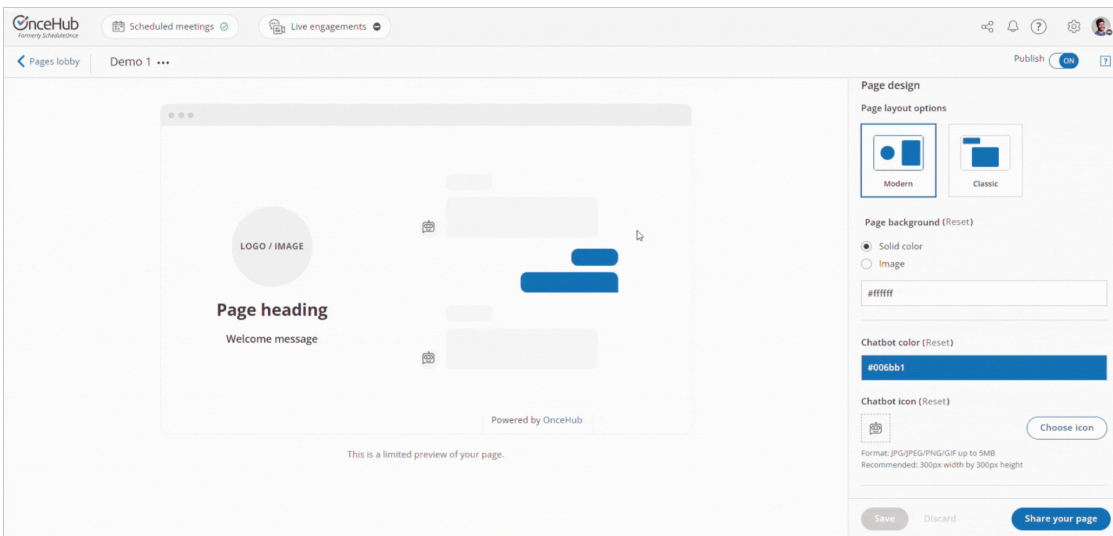 OnceHub
Formerly ScheduleOnce
Scheduled meetings
Live engagements
?
Pages lobby
Demo 1 •••
Publish
ON
?
LOGO / IMAGE
Page heading
Welcome message
Powered by OnceHub
This is a limited preview of your page.
Page design
Page layout options
Modern
Classic
Page background (Reset)
Solid color
Image
#ffffff
Chatbot color (Reset)
#006bb1
Chatbot icon (Reset)
Choose icon
Format: JPG/JPEG/PNG/GIF up to 5MB
Recommended: 300px width by 300px height
Save
Discard
Share your page